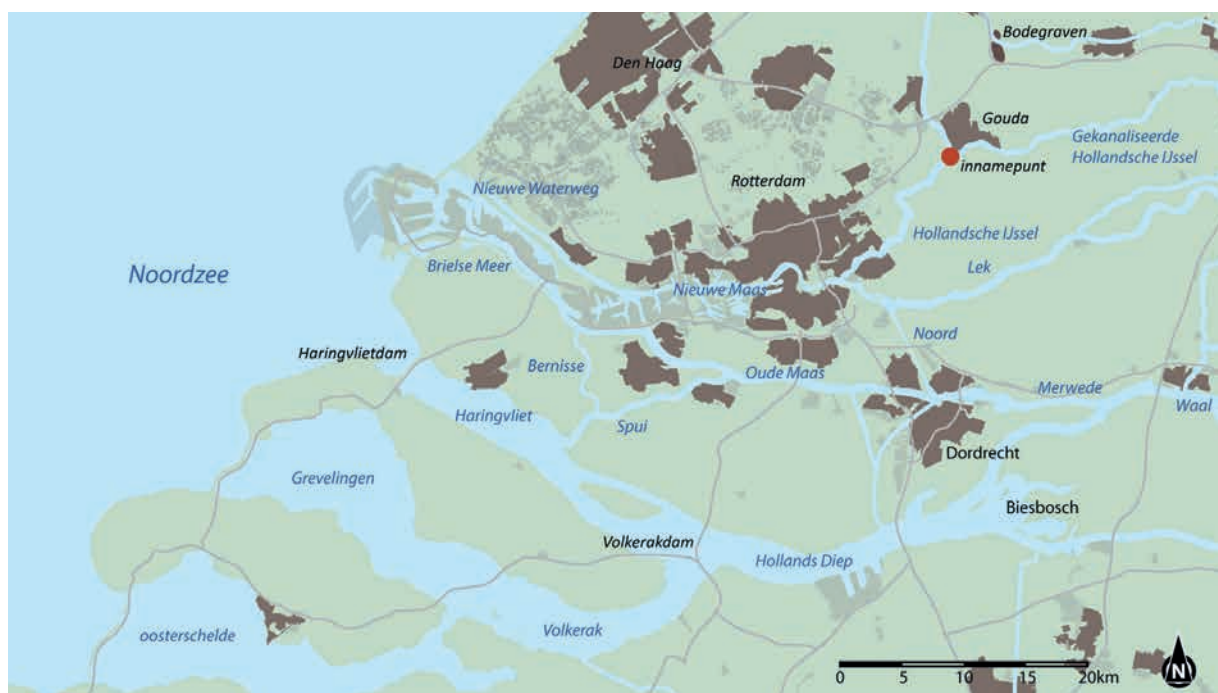 Bodegraven
Den Haag
Gouda
Gekanaliseerde
Hollandsche IJssel
innamepunt
Rotterdam
Nieuwe Waterweg
Hollandsche IJssel
Noordzee
Brielse Meer
Lek
Nieuwe Maas
Noord
Haringvlietdam
Bernisse
Oude Maas
Merwede
Waal
Haringvliet
Spui
Dordrecht
Grevelingen
Biesbosch
Volkerakdam
Hollands Diep
oosterschelde
Volkerak
0 5 10 15 20km
N